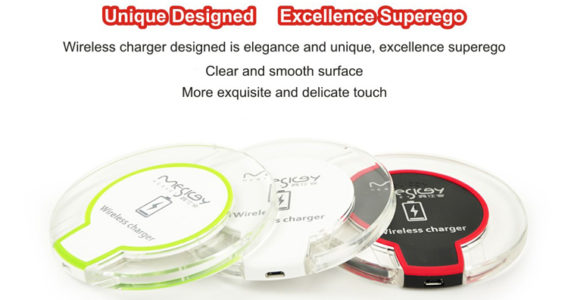 Unique Designed Excellence Superego
Wireless charger designed is elegance and unique, excellence superego
Clear and smooth surface
More exquisite and delicate touch
Wireless charger
Wireless charger
Wireless charger